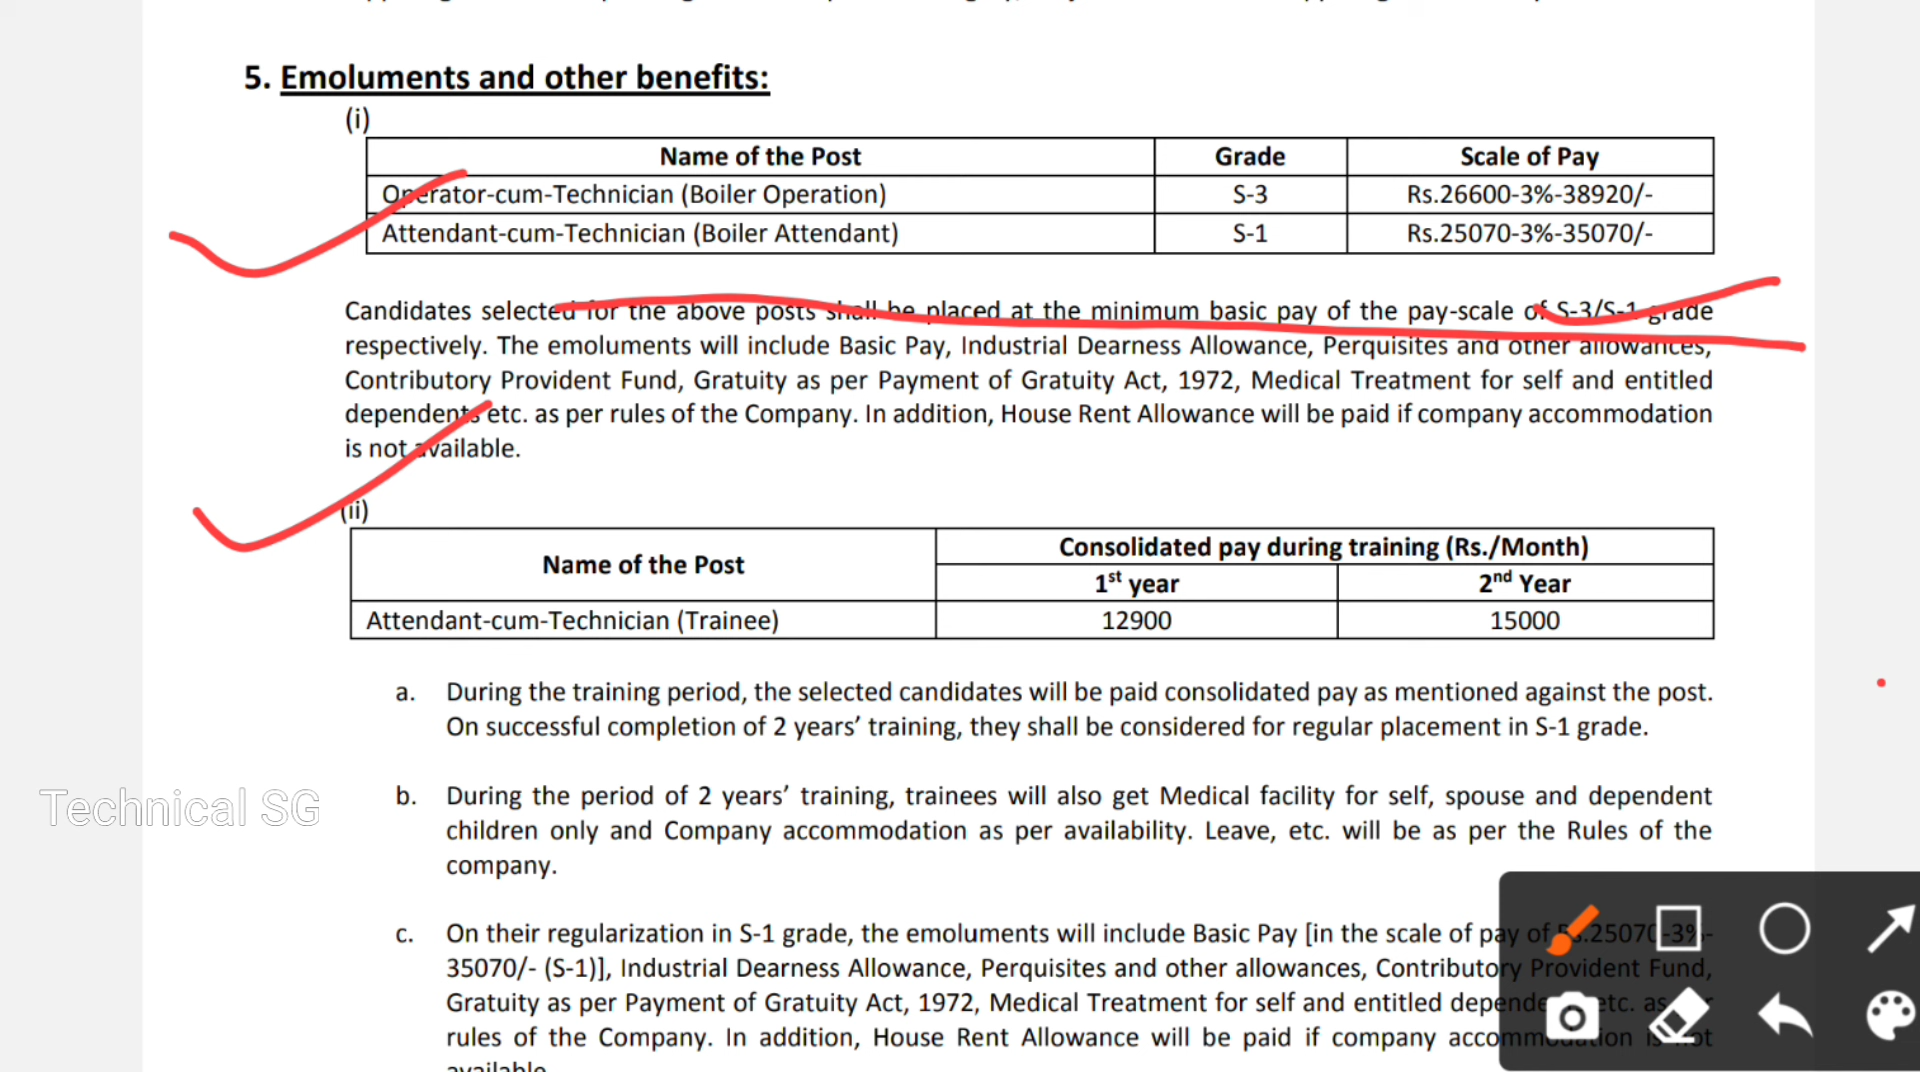 5. Emoluments and other benefits:
(i)
Name of the Post Grade Scale of Pay
Operator-cum-Technician (Boiler Operation) S-3 Rs.26600-3%-38920/-
Attendant-cum-Technician (Boiler Attendant) S-1 Rs.25070-3%-35070/-
Candidates selected for the above posts shall be placed at the minimum basic pay of the pay-scale of S-3/S-1 grade
respectively. The emoluments will include Basic Pay, Industrial Dearness Allowance, Perquisites and other allowances,
Contributory Provident Fund, Gratuity as per Payment of Gratuity Act, 1972, Medical Treatment for self and entitled
dependents etc. as per rules of the Company. In addition, House Rent Allowance will be paid if company accommodation
is not available.
(ii)
Name of the Post Consolidated pay during training (Rs./Month)
1st year 2nd Year
Attendant-cum-Technician (Trainee) 12900 15000
a. During the training period, the selected candidates will be paid consolidated pay as mentioned against the post.
On successful completion of 2 years’ training, they shall be considered for regular placement in S-1 grade.
b. During the period of 2 years’ training, trainees will also get Medical facility for self, spouse and dependent
children only and Company accommodation as per availability. Leave, etc. will be as per the Rules of the
company.
Technical SG
c. On their regularization in S-1 grade, the emoluments will include Basic Pay [in the scale of pay of 25070-3%-
35070/- (S-1)], Industrial Dearness Allowance, Perquisites and other allowances, Contributory Provident Fund,
Gratuity as per Payment of Gratuity Act, 1972, Medical Treatment for self and entitled etc. as
rules of the Company. In addition, House Rent Allowance will be paid if company accommodation is not